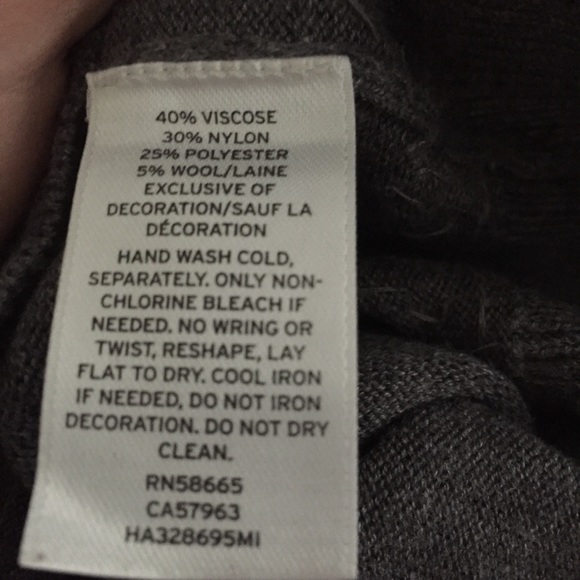 40% VISCOSE
30% NYLON
25% POLYESTER
5% WOOL/LAINE
EXCLUSIVE OF
DECORATION/SAUF LA
DÉCORATION
HAND WASH COLD,
SEPARATELY. ONLY NON-
CHLORINE BLEACH IF
NEEDED. NO WRING OR
TWIST, RESHAPE, LAY
FLAT TO DRY. COOL IRON
IF NEEDED, DO NOT IRON
DECORATION. DO NOT DRY
CLEAN.
RN58665
CA57963
HA328695MI